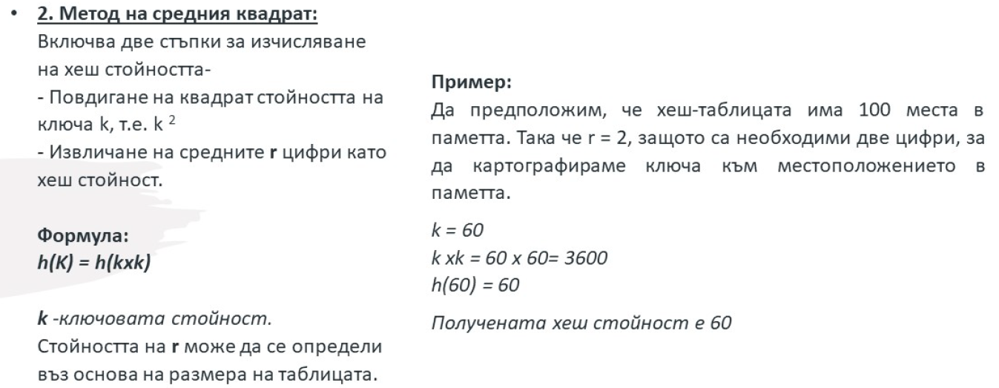 • 2. Метод на средния квадрат:
Включва две стъпки за изчисляване
на хеш стойността-
- Повдигане на квадрат стойността на
ключа k, т.е. k ²
- Извличане на средните r цифри като
хеш стойност.
Формула:
h(K) = h(kxk)
k -ключовата стойност.
Стойността на r може да се определи
въз основа на размера на таблицата.
Пример:
Да предположим, че хеш-таблицата има 100 места в
паметта. Така че r = 2, защото са необходими две цифри, за
да картографираме ключа към местоположението в
паметта.
k = 60
k xk = 60 x 60= 3600
h(60) = 60
Получената хеш стойност е 60